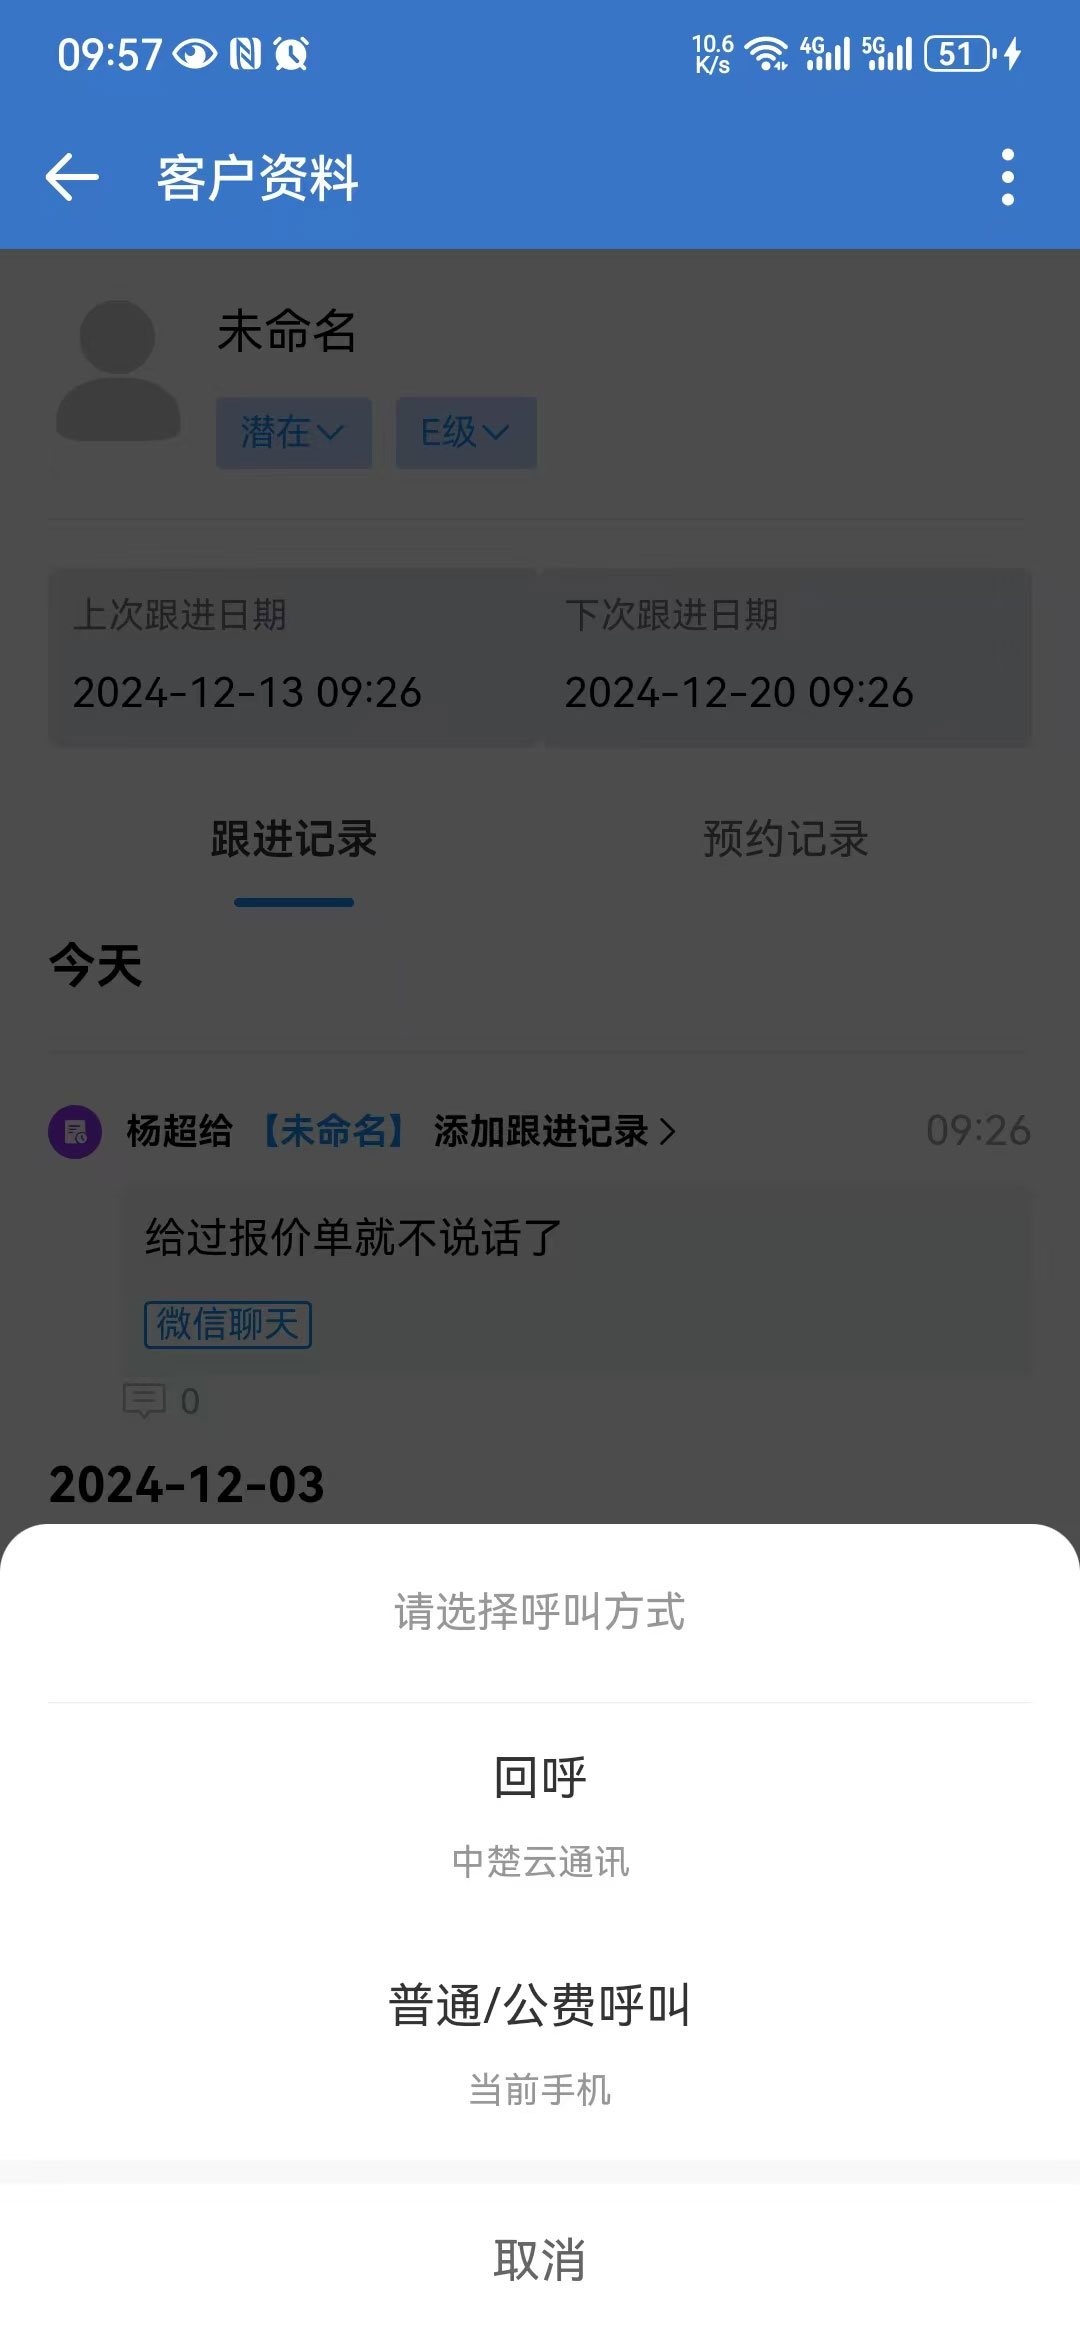 09:57
10.6 K/s 4G 5G 51
客户资料
未命名
潜在 E级
上次跟进日期 下次跟进日期
2024-12-13 09:26 2024-12-20 09:26
跟进记录 预约记录
今天
杨超给【未命名】添加跟进记录 09:26
给过报价单就不说话了
微信聊天
0
2024-12-03
请选择呼叫方式
回呼
中楚云通讯
普通/公费呼叫
当前手机
取消